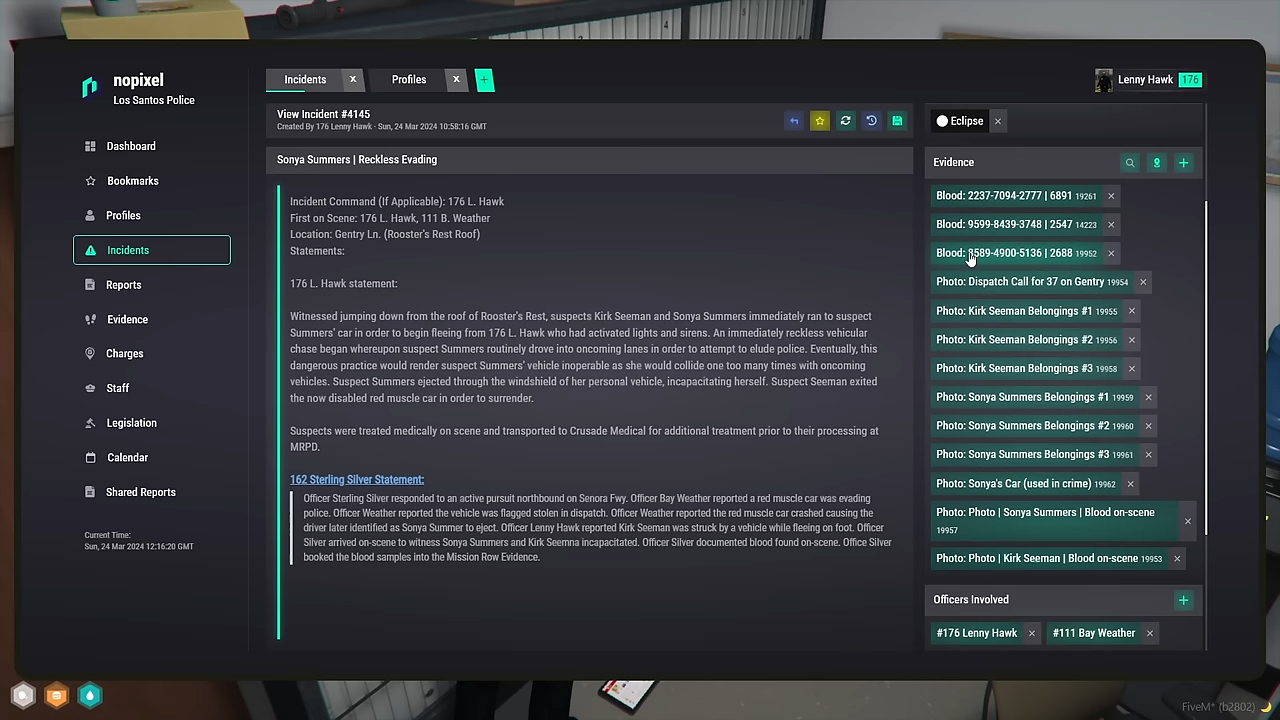 nopixel
Los Santos Police
Dashboard
Bookmarks
Profiles
Incidents
Reports
Evidence
Charges
Staff
Legislation
Calendar
Shared Reports
Current Time:
Sun, 24 Mar 2024 12:16:20 GMT
Incidents x
Profiles x
+
Lenny Hawk 176
View Incident #4145
Created By 176 Lenny Hawk - Sun, 24 Mar 2024 10:58:16 GMT
Sonya Summers | Reckless Evading
Incident Command (If Applicable): 176 L. Hawk
First on Scene: 176 L. Hawk, 111 B. Weather
Location: Gentry Ln. (Rooster's Rest Roof)
Statements:
176 L. Hawk statement:
Witnessed jumping down from the roof of Rooster's Rest, suspects Kirk Seeman and Sonya Summers immediately ran to suspect
Summers' car in order to begin fleeing from 176 L. Hawk who had activated lights and sirens. An immediately reckless vehicular
chase began whereupon suspect Summers routinely drove into oncoming lanes in order to attempt to elude police. Eventually, this
dangerous practice would render suspect Summers' vehicle inoperable as she would collide one too many times with oncoming
vehicles. Suspect Summers ejected through the windshield of her personal vehicle, incapacitating herself. Suspect Seeman exited
the now disabled red muscle car in order to surrender.
Suspects were treated medically on scene and transported to Crusade Medical for additional treatment prior to their processing at
MRPD.
162 Sterling Silver Statement:
Officer Sterling Silver responded to an active pursuit northbound on Senora Fwy. Officer Bay Weather reported a red muscle car was evading
police. Officer Weather reported the vehicle was flagged stolen in dispatch. Officer Weather reported the red muscle car crashed causing the
driver later identified as Sonya Summer to eject. Officer Lenny Hawk reported Kirk Seeman was struck by a vehicle while fleeing on foot. Officer
Silver arrived on-scene to witness Sonya Summers and Kirk Seemna incapacitated. Officer Silver documented blood found on-scene. Office Silver
booked the blood samples into the Mission Row Evidence.
Eclipse x
Evidence
Blood: 2237-7094-2777 | 6891 19261
Blood: 9599-8439-3748 | 2547 14223
Blood: 3589-4900-5136 | 2688 19952
Photo: Dispatch Call for 37 on Gentry 19954
Photo: Kirk Seeman Belongings #1 19955
Photo: Kirk Seeman Belongings #2 19956
Photo: Kirk Seeman Belongings #3 19958
Photo: Sonya Summers Belongings #1 19959
Photo: Sonya Summers Belongings #2 19960
Photo: Sonya Summers Belongings #3 19961
Photo: Sonya's Car (used in crime) 19962
Photo: Photo | Sonya Summers | Blood on-scene
19957
Photo: Photo | Kirk Seeman | Blood on-scene 19953
Officers Involved
#176 Lenny Hawk
#111 Bay Weather
FiveM* (b2802)